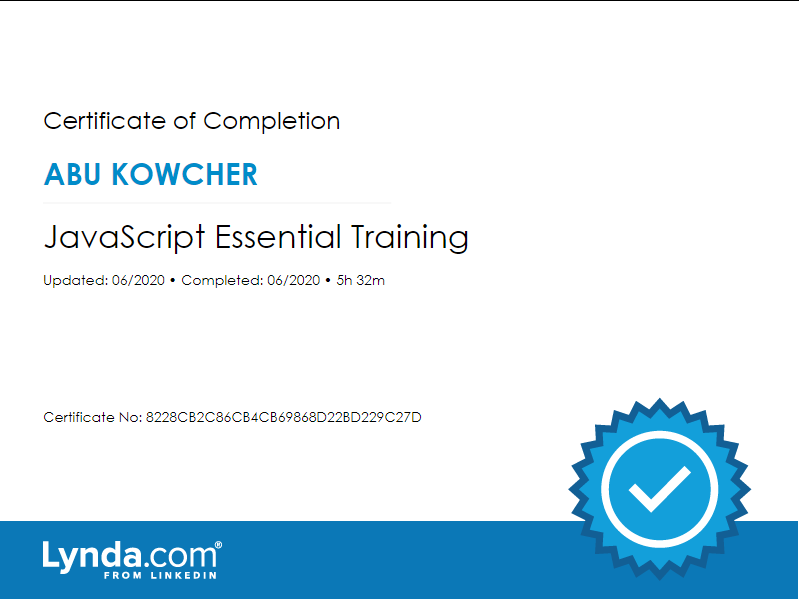 Certificate of Completion
ABU KOWCHER
JavaScript Essential Training
Updated: 06/2020 • Completed: 06/2020 • 5h 32m
Certificate No: 8228CB2C86CB4CB69868D22BD229C27D
Lynda.com®
FROM LINKEDIN